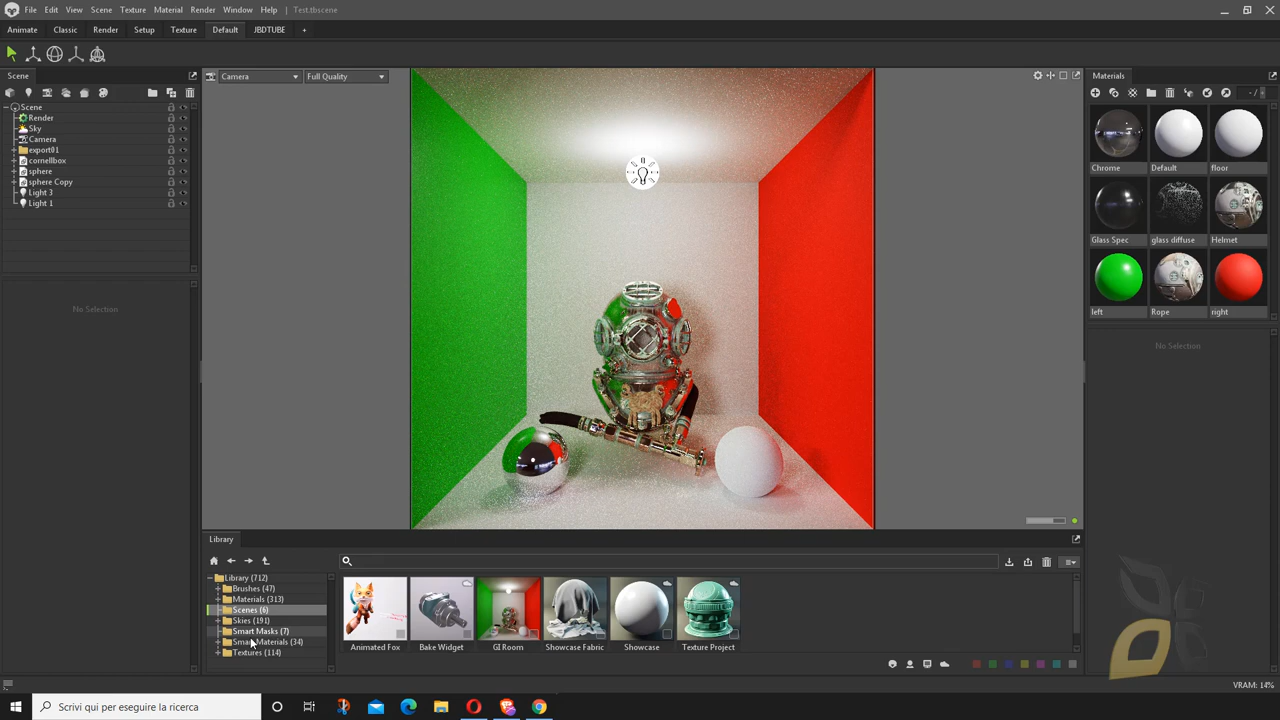 File Edit View Scene Texture Material Render Window Help Test.tbscene
Animate Classic Render Setup Texture Default JBDTUBE +
Scene
Camera Full Quality
Materials
Scene
Render
Sky
Camera
export01
cornellbox
sphere
sphere Copy
Light 3
Light 1
No Selection
- /
Chrome Default floor
Glass Spec glass diffuse Helmet
left Rope right
No Selection
Library
Library (712)
Brushes (47)
Materials (313)
Scenes (6)
Skies (191)
Smart Masks (7)
Smart Materials (34)
Textures (114)
Animated Fox Bake Widget GI Room Showcase Fabric Showcase Texture Project
VRAM: 14%
Scrivi qui per eseguire la ricerca